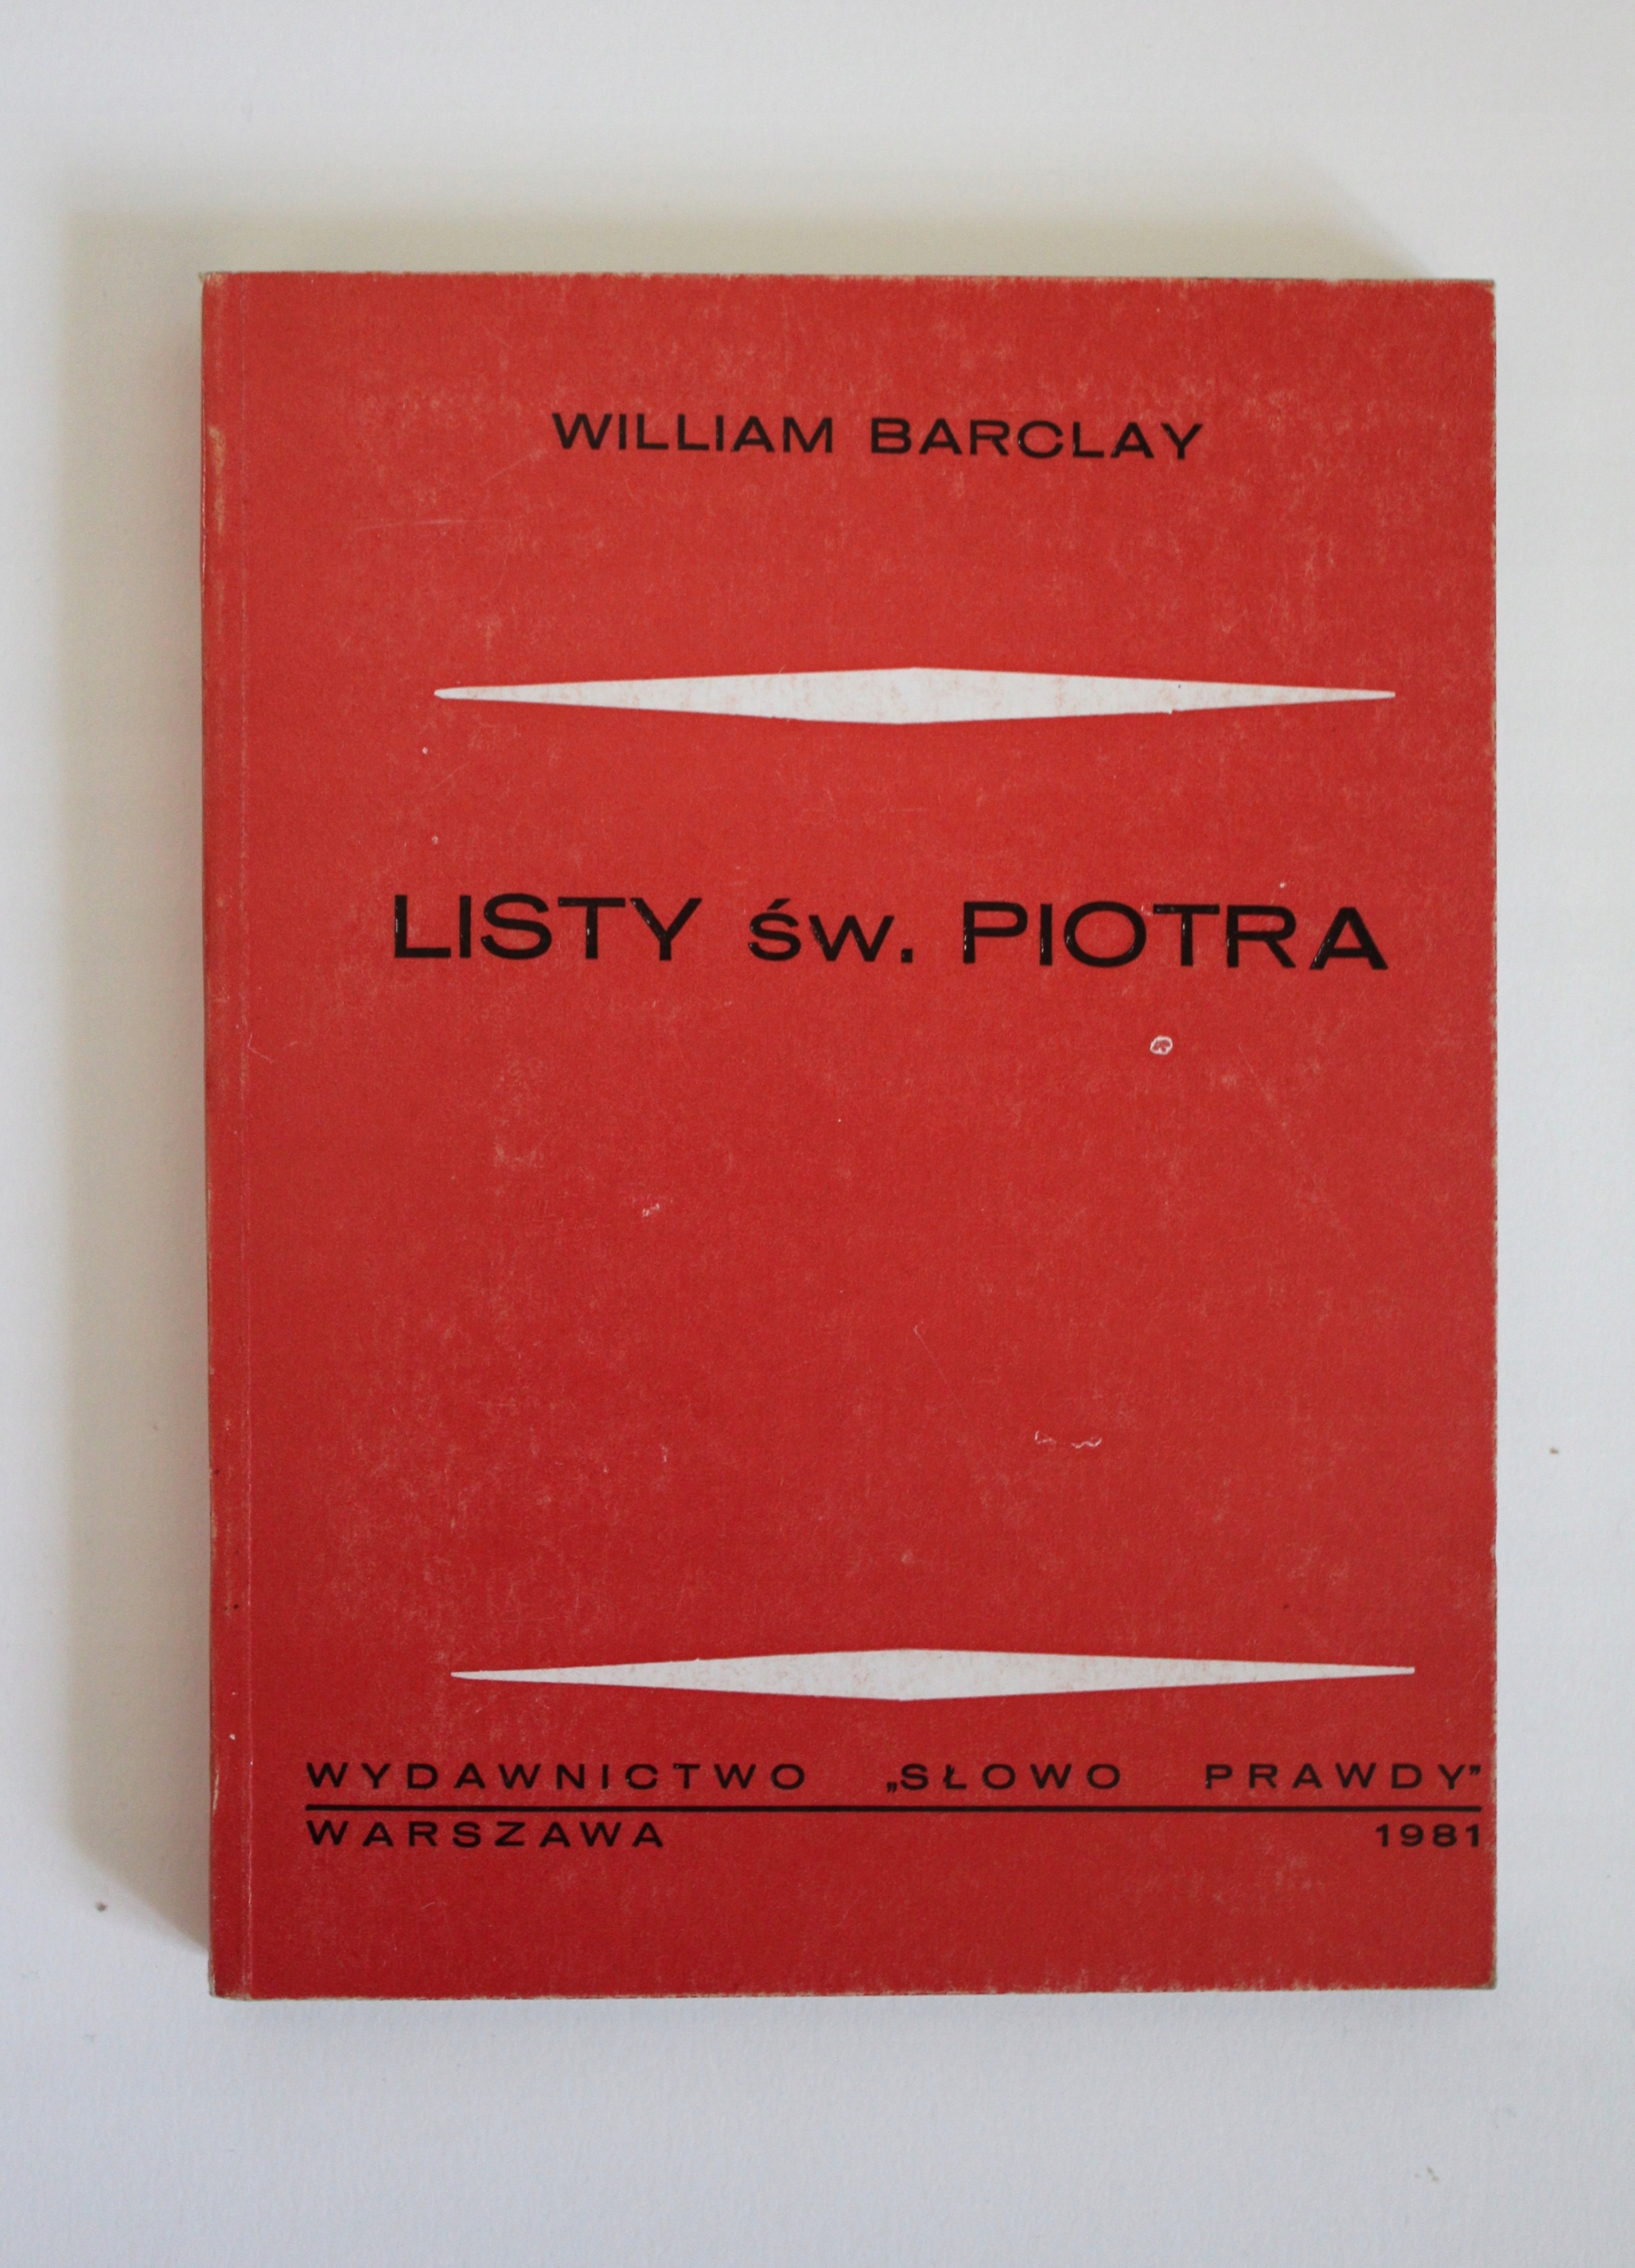 WILLIAM BARCLAY
LISTY św. PIOTRA
WYDAWNICTWO „SŁOWO PRAWDY”
WARSZAWA 1981